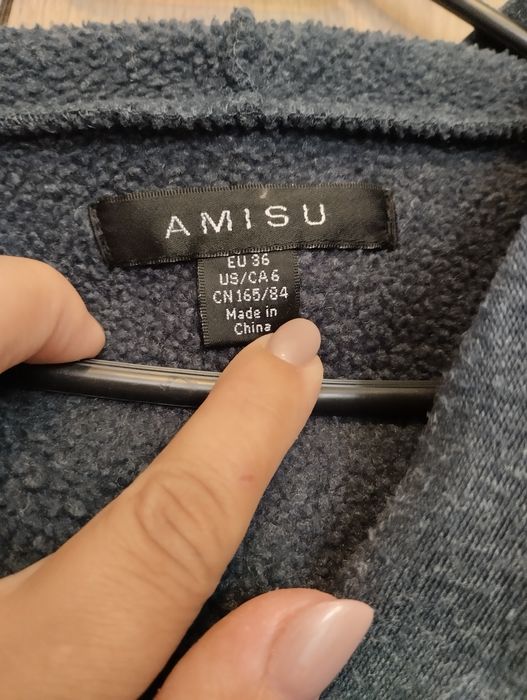 AMISU
EU 36
US/CA 6
CN 165/84
Made in
China